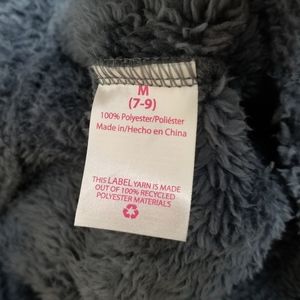 M
(7-9)
100% Polyester/Poliéster
Made in/Hecho en China
THIS LABEL YARN IS MADE
OUT OF 100% RECYCLED
POLYESTER MATERIALS